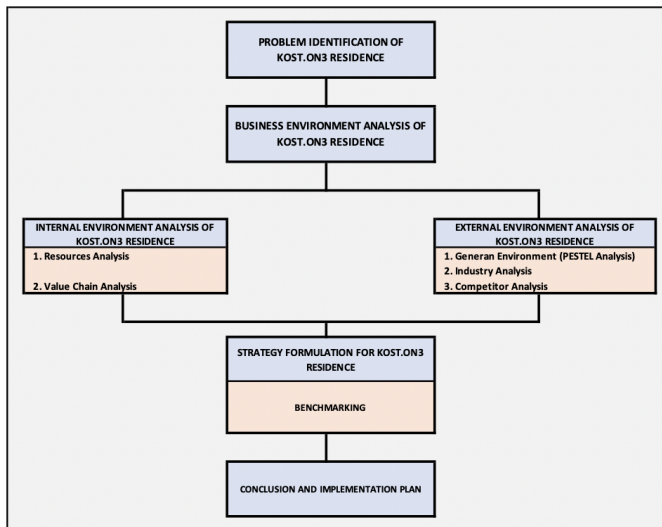 PROBLEM IDENTIFICATION OF
KOST.ON3 RESIDENCE
BUSINESS ENVIRONMENT ANALYSIS OF
KOST.ON3 RESIDENCE
INTERNAL ENVIRONMENT ANALYSIS OF
KOST.ON3 RESIDENCE
1. Resources Analysis
2. Value Chain Analysis
EXTERNAL ENVIRONMENT ANALYSIS OF
KOST.ON3 RESIDENCE
1. Generan Environment (PESTEL Analysis)
2. Industry Analysis
3. Competitor Analysis
STRATEGY FORMULATION FOR KOST.ON3
RESIDENCE
BENCHMARKING
CONCLUSION AND IMPLEMENTATION PLAN